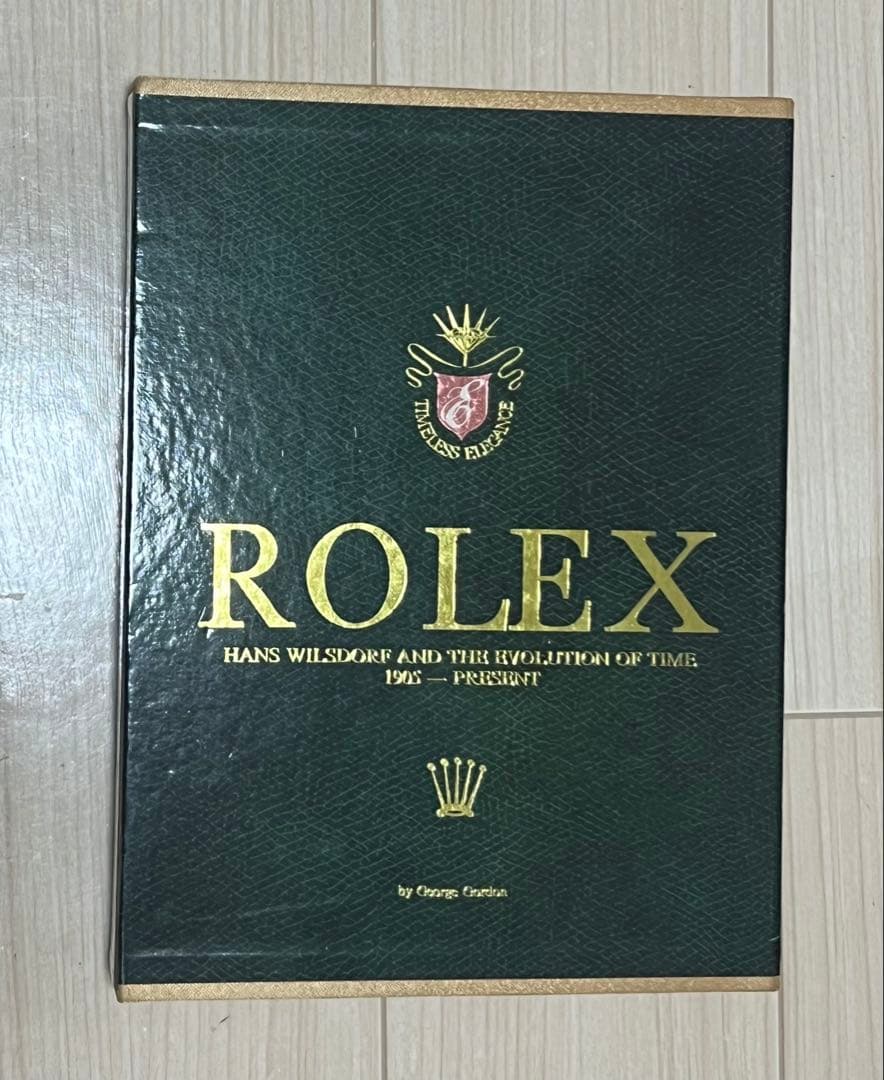 E
TIMELESS ELEGANCE
ROLEX
HANS WILSDORF AND THE EVOLUTION OF TIME
1905 — PRESENT
by George Gordon